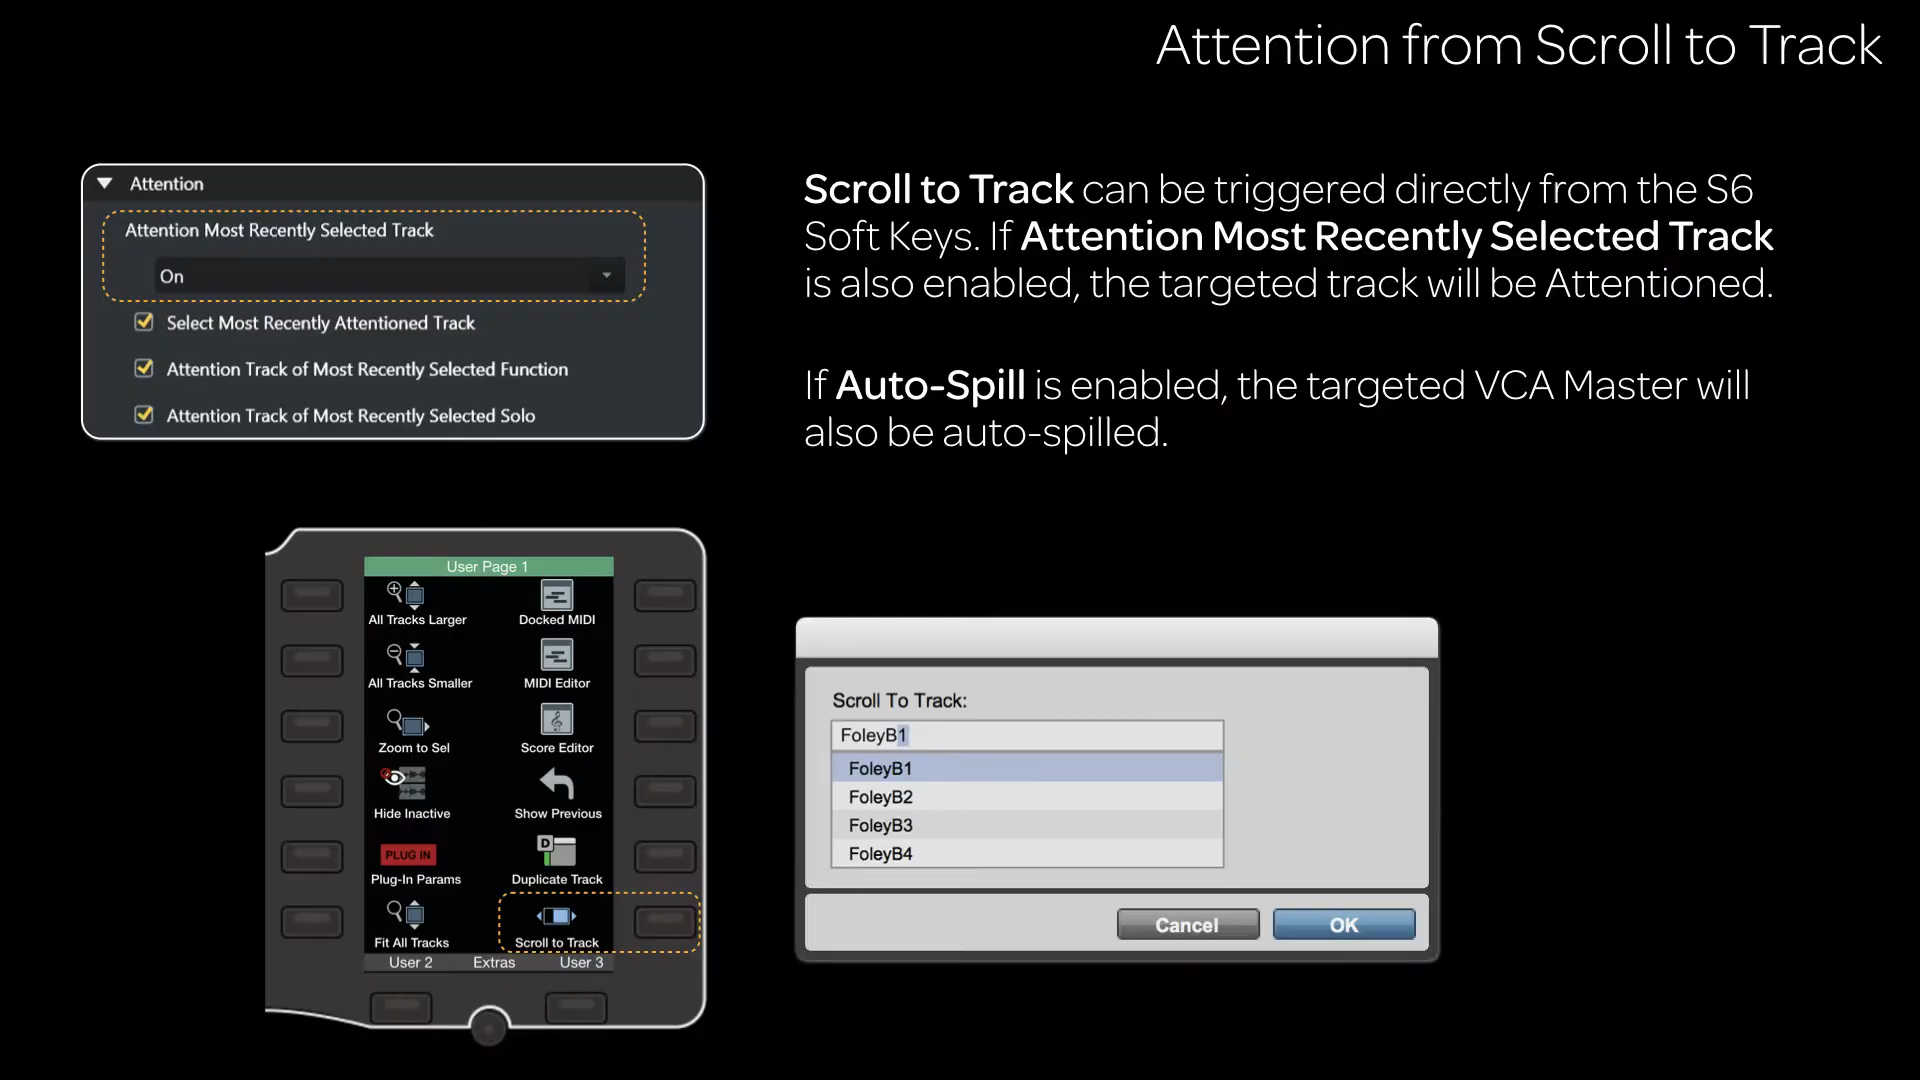 Attention from Scroll to Track
Attention
Attention Most Recently Selected Track
On
Select Most Recently Attentioned Track
Attention Track of Most Recently Selected Function
Attention Track of Most Recently Selected Solo
Scroll to Track can be triggered directly from the S6
Soft Keys. If Attention Most Recently Selected Track
is also enabled, the targeted track will be Attentioned.
If Auto-Spill is enabled, the targeted VCA Master will
also be auto-spilled.
User Page 1
All Tracks Larger
Docked MIDI
All Tracks Smaller
MIDI Editor
Zoom to Sel
Score Editor
Hide Inactive
Show Previous
PLUG IN
Plug-In Params
D
Duplicate Track
Fit All Tracks
Scroll to Track
User 2
Extras
User 3
Scroll To Track:
FoleyB1
FoleyB1
FoleyB2
FoleyB3
FoleyB4
Cancel
OK